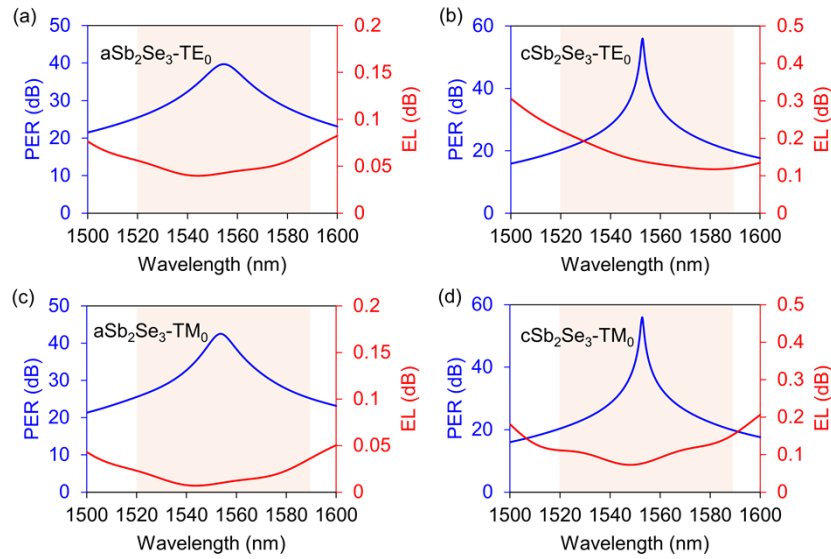 (a)
50
40
30
20
10
0
PER (dB)
aSb₂Se₃-TE₀
0.2
0.15
0.1
0.05
0
EL (dB)
1500 1520 1540 1560 1580 1600
Wavelength (nm)
(b)
60
40
20
0
PER (dB)
cSb₂Se₃-TE₀
0.5
0.4
0.3
0.2
0.1
0
EL (dB)
1500 1520 1540 1560 1580 1600
Wavelength (nm)
(c)
50
40
30
20
10
0
PER (dB)
aSb₂Se₃-TM₀
0.2
0.15
0.1
0.05
0
EL (dB)
1500 1520 1540 1560 1580 1600
Wavelength (nm)
(d)
60
40
20
0
PER (dB)
cSb₂Se₃-TM₀
0.5
0.4
0.3
0.2
0.1
0
EL (dB)
1500 1520 1540 1560 1580 1600
Wavelength (nm)